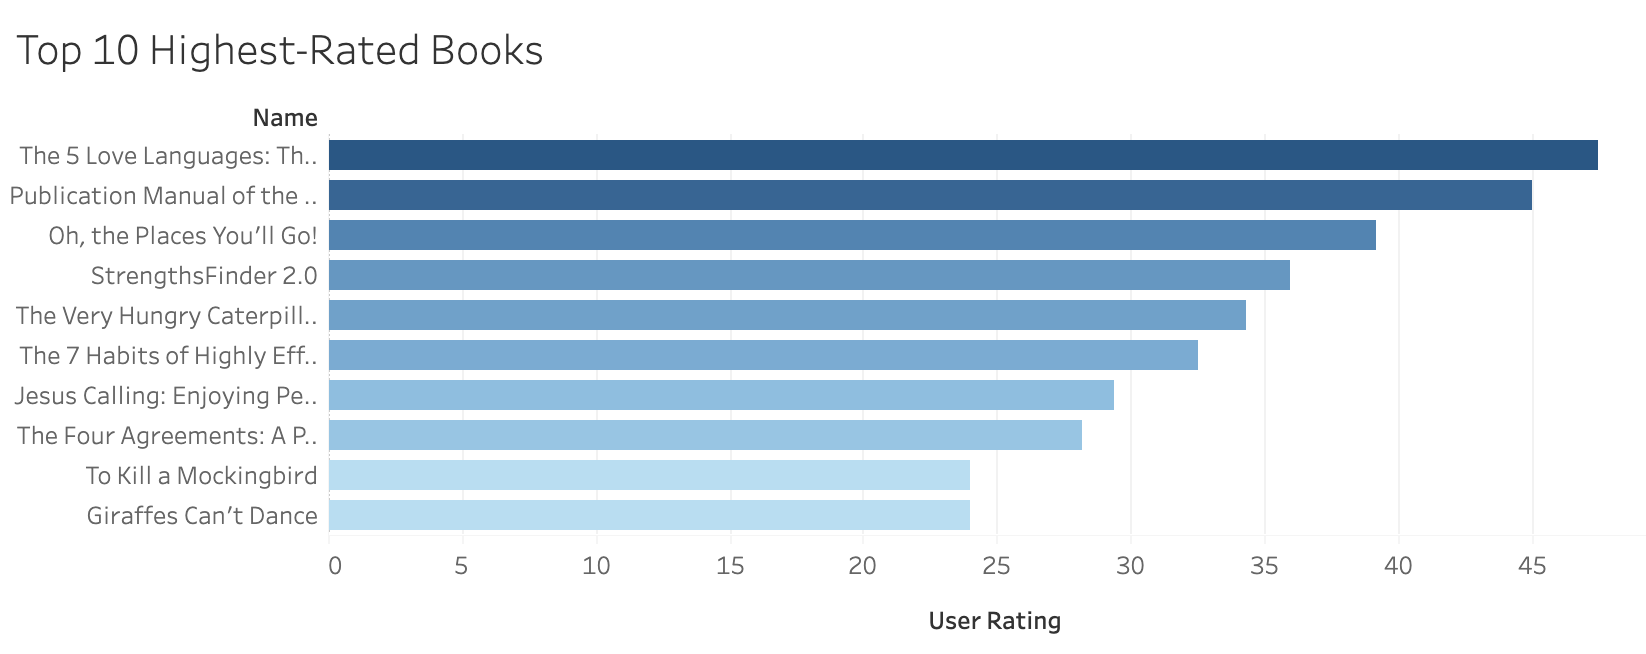 Top 10 Highest-Rated Books
Name
The 5 Love Languages: Th..
Publication Manual of the ..
Oh, the Places You’ll Go!
StrengthsFinder 2.0
The Very Hungry Caterpill..
The 7 Habits of Highly Eff..
Jesus Calling: Enjoying Pe..
The Four Agreements: A P..
To Kill a Mockingbird
Giraffes Can’t Dance
0 5 10 15 20 25 30 35 40 45
User Rating